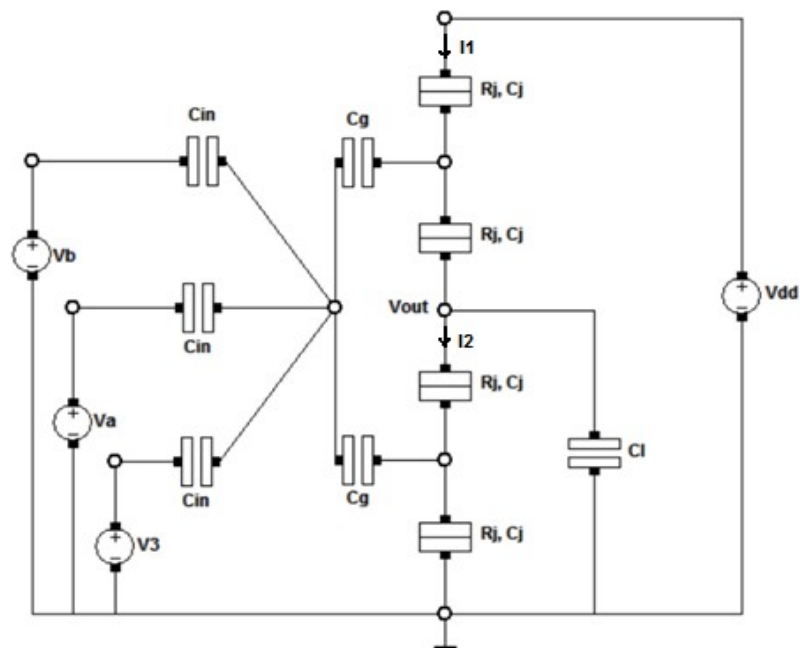 I1
Rj, Cj
Cin
Cg
Vb
Rj, Cj
Vdd
Vout
Cin
I2
Rj, Cj
Va
Cin
Cg
Cl
V3
Rj, Cj